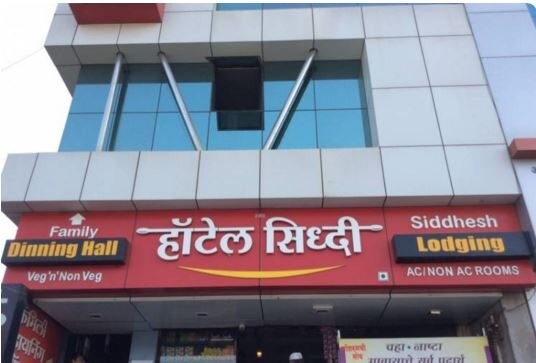 Family
Dinning Hall
Veg'n'Non Veg
हॉटेल सिध्दी
Siddhesh
Lodging
AC/NON AC ROOMS
चहा · नाष्टा